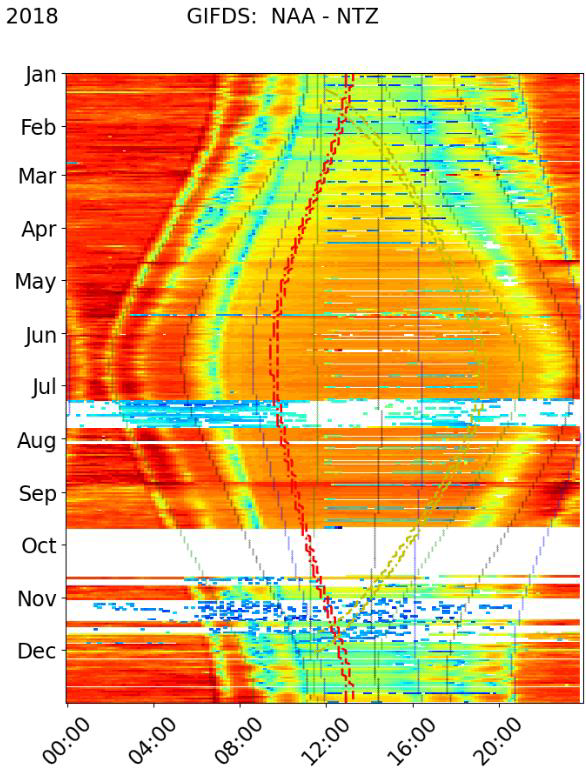 2018 GIFDS: NAA - NTZ
Jan
Feb
Mar
Apr
May
Jun
Jul
Aug
Sep
Oct
Nov
Dec
00:00 04:00 08:00 12:00 16:00 20:00